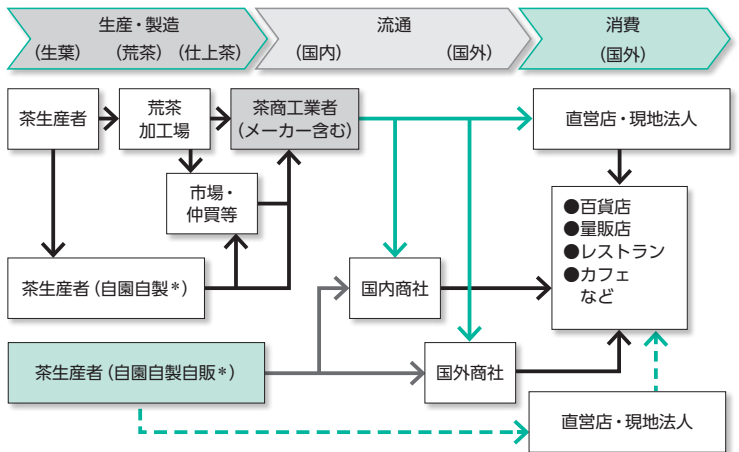 生産・製造
(生葉) (荒茶) (仕上茶)
流通
(国内) (国外)
消費
(国外)
茶生産者
荒茶
加工場
茶商工業者
(メーカー含む)
直営店・現地法人
市場・
仲買等
●百貨店
●量販店
●レストラン
●カフェ
など
茶生産者(自園自製*)
国内商社
茶生産者(自園自製自販*)
国外商社
直営店・現地法人